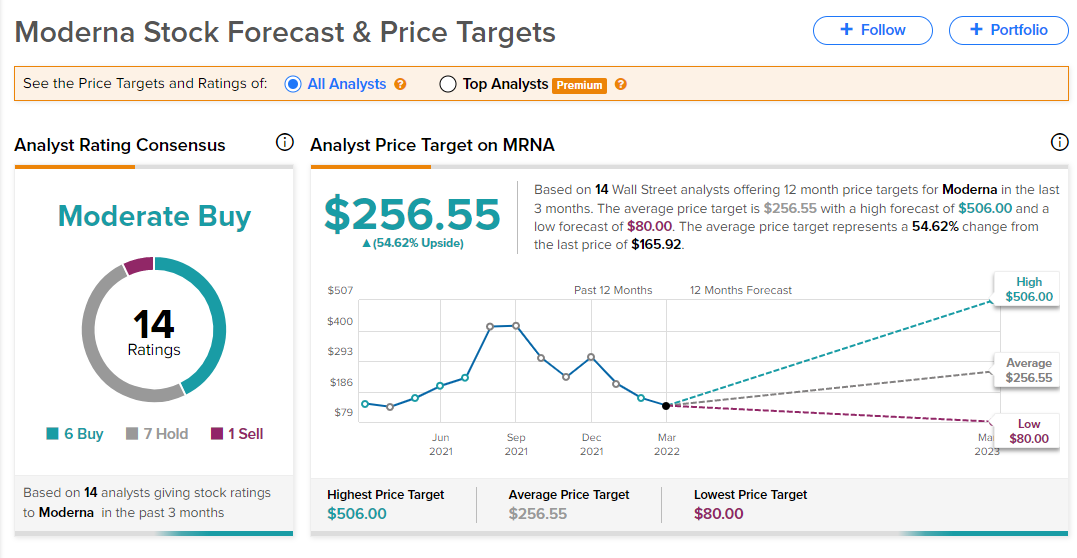 Moderna Stock Forecast & Price Targets
+ Follow
+ Portfolio
See the Price Targets and Ratings of:
All Analysts ?
Top Analysts Premium ?
Analyst Rating Consensus
Moderate Buy
14
Ratings
6 Buy
7 Hold
1 Sell
Based on 14 analysts giving stock ratings
to Moderna in the past 3 months
Analyst Price Target on MRNA
$256.55
▲(54.62% Upside)
Based on 14 Wall Street analysts offering 12 month price targets for Moderna in the last
3 months. The average price target is $256.55 with a high forecast of $506.00 and a
low forecast of $80.00. The average price target represents a 54.62% change from
the last price of $165.92.
Past 12 Months
12 Months Forecast
$507
$400
$293
$186
$79
Jun
2021
Sep
2021
Dec
2021
Mar
2022
Ma
2023
High
$506.00
Average
$256.55
Low
$80.00
Highest Price Target
$506.00
Average Price Target
$256.55
Lowest Price Target
$80.00